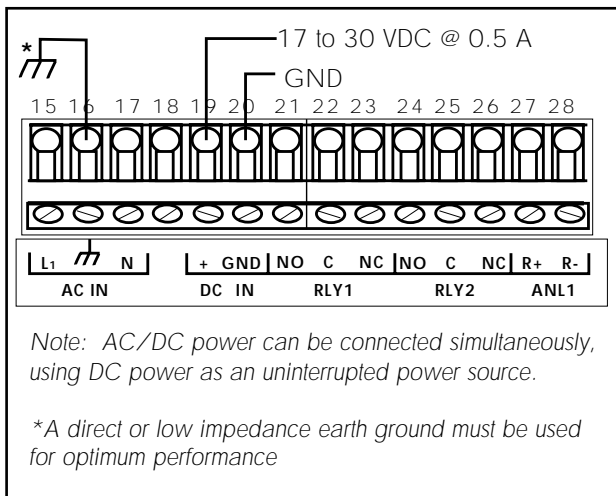 * 17 to 30 VDC @ 0.5 A
GND
15 16 17 18 19 20 21 22 23 24 25 26 27 28
L1 N + GND NO C NC NO C NC R+ R-
AC IN DC IN RLY1 RLY2 ANL1
Note: AC/DC power can be connected simultaneously,
using DC power as an uninterrupted power source.
*A direct or low impedance earth ground must be used
for optimum performance